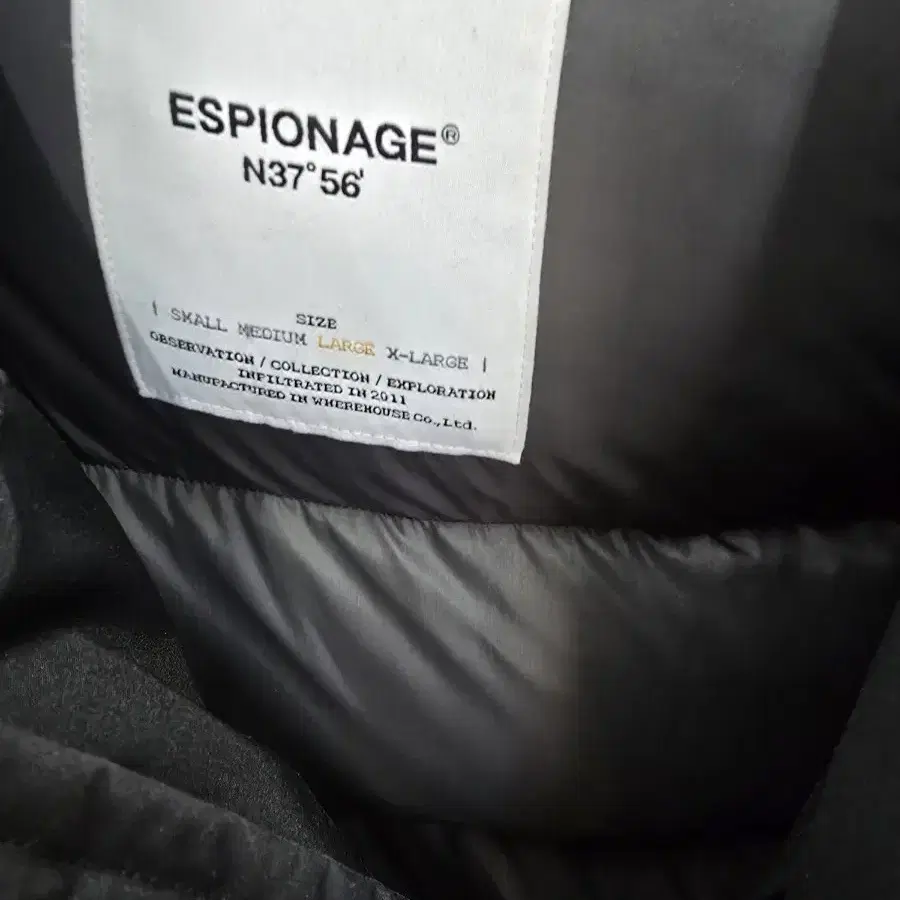 ESPIONAGE®
N37°56'
SIZE
| SMALL MEDIUM LARGE X-LARGE |
OBSERVATION / COLLECTION / EXPLORATION
INFILTRATED IN 2011
MANUFACTURED IN WHEREHOUSE Co.,Ltd.